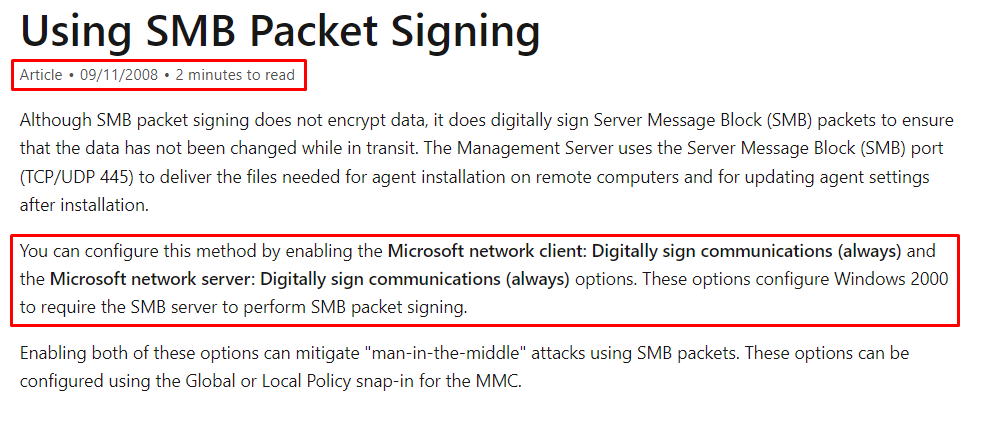 Using SMB Packet Signing
Article • 09/11/2008 • 2 minutes to read
Although SMB packet signing does not encrypt data, it does digitally sign Server Message Block (SMB) packets to ensure
that the data has not been changed while in transit. The Management Server uses the Server Message Block (SMB) port
(TCP/UDP 445) to deliver the files needed for agent installation on remote computers and for updating agent settings
after installation.
You can configure this method by enabling the Microsoft network client: Digitally sign communications (always) and
the Microsoft network server: Digitally sign communications (always) options. These options configure Windows 2000
to require the SMB server to perform SMB packet signing.
Enabling both of these options can mitigate "man-in-the-middle" attacks using SMB packets. These options can be
configured using the Global or Local Policy snap-in for the MMC.